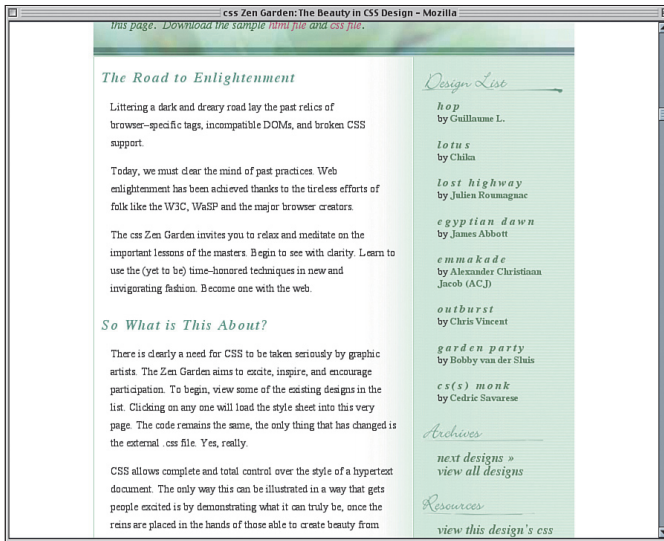 css Zen Garden: The Beauty in CSS Design – Mozilla
this page. Download the sample html file and css file.
The Road to Enlightenment
Littering a dark and dreary road lay the past relics of
browser-specific tags, incompatible DOMs, and broken CSS
support.
Today, we must clear the mind of past practices. Web
enlightenment has been achieved thanks to the tireless efforts of
folk like the W3C, WaSP and the major browser creators.
The css Zen Garden invites you to relax and meditate on the
important lessons of the masters. Begin to see with clarity. Learn to
use the (yet to be) time-honored techniques in new and
invigorating fashion. Become one with the web.
So What is This About?
There is clearly a need for CSS to be taken seriously by graphic
artists. The Zen Garden aims to excite, inspire, and encourage
participation. To begin, view some of the existing designs in the
list. Clicking on any one will load the style sheet into this very
page. The code remains the same, the only thing that has changed is
the external .css file. Yes, really.
CSS allows complete and total control over the style of a hypertext
document. The only way this can be illustrated in a way that gets
people excited is by demonstrating what it can truly be, once the
reins are placed in the hands of those able to create beauty from
Design List
hop
by Guillaume L.
lotus
by Chika
lost highway
by Julien Roumagnac
egyptian dawn
by James Abbott
emmakade
by Alexander Christiaan
Jacob (ACJ)
outburst
by Chris Vincent
garden party
by Bobby van der Sluis
cs(s) monk
by Cedric Savarese
Archives
next designs »
view all designs
Resources
view this design's css